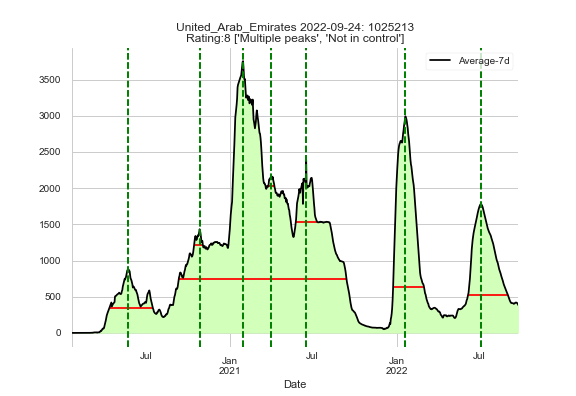 United_Arab_Emirates 2022-09-24: 1025213
Rating:8 ['Multiple peaks', 'Not in control']
Average-7d
3500
3000
2500
2000
1500
1000
500
0
Jul
Jan
2021
Jul
Jan
2022
Jul
Date